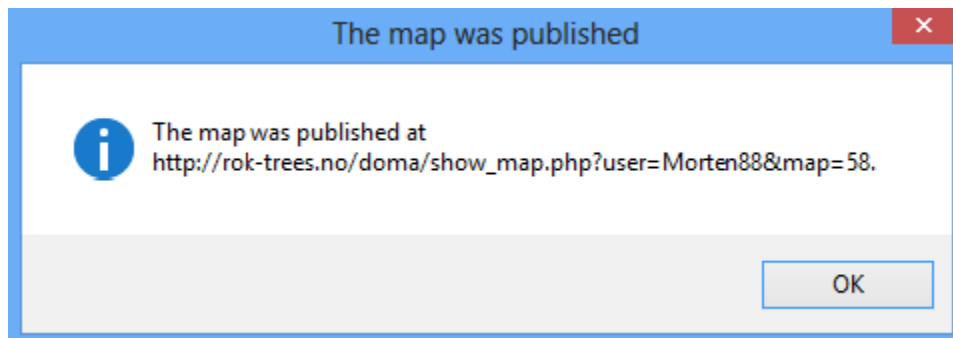 The map was published
The map was published at
http://rok-trees.no/doma/show_map.php?user=Morten88&map=58.
OK